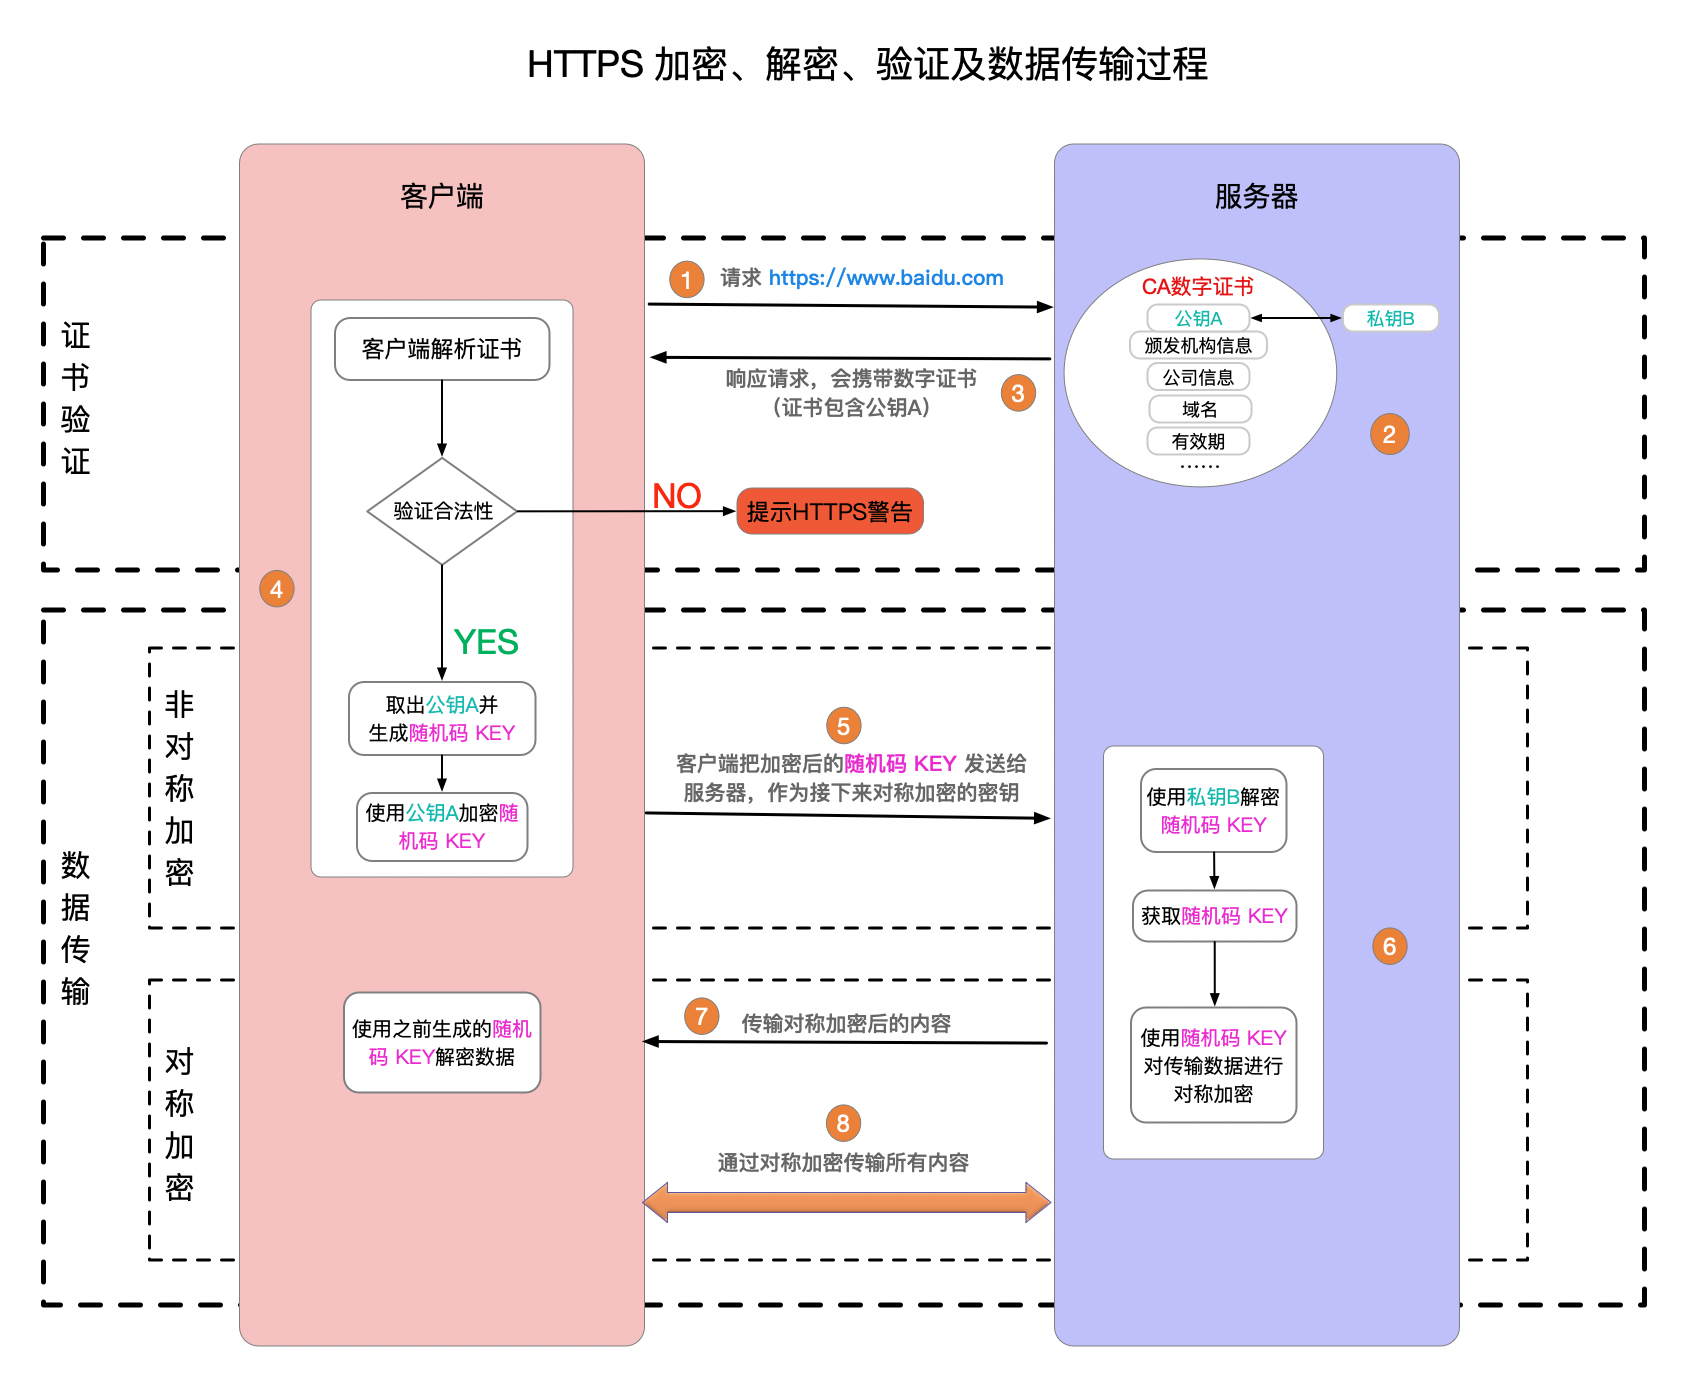 HTTPS 加密、解密、验证及数据传输过程
客户端
服务器
证书验证
1
请求 https://www.baidu.com
CA数字证书
公钥A
私钥B
颁发机构信息
公司信息
域名
有效期
······
2
响应请求，会携带数字证书
（证书包含公钥A）
3
客户端解析证书
验证合法性
NO
提示HTTPS警告
4
YES
数据传输
非对称加密
取出公钥A并
生成随机码 KEY
使用公钥A加密随
机码 KEY
5
客户端把加密后的随机码 KEY 发送给
服务器，作为接下来对称加密的密钥
使用私钥B解密
随机码 KEY
获取随机码 KEY
6
使用随机码 KEY
对传输数据进行
对称加密
对称加密
7
传输对称加密后的内容
使用之前生成的随机
码 KEY解密数据
8
通过对称加密传输所有内容